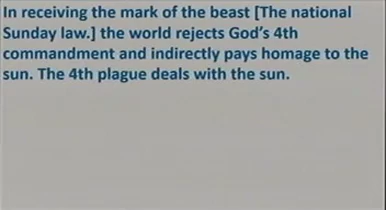 In receiving the mark of the beast [The national
Sunday law.] the world rejects God's 4th
commandment and indirectly pays homage to the
sun. The 4th plague deals with the sun.